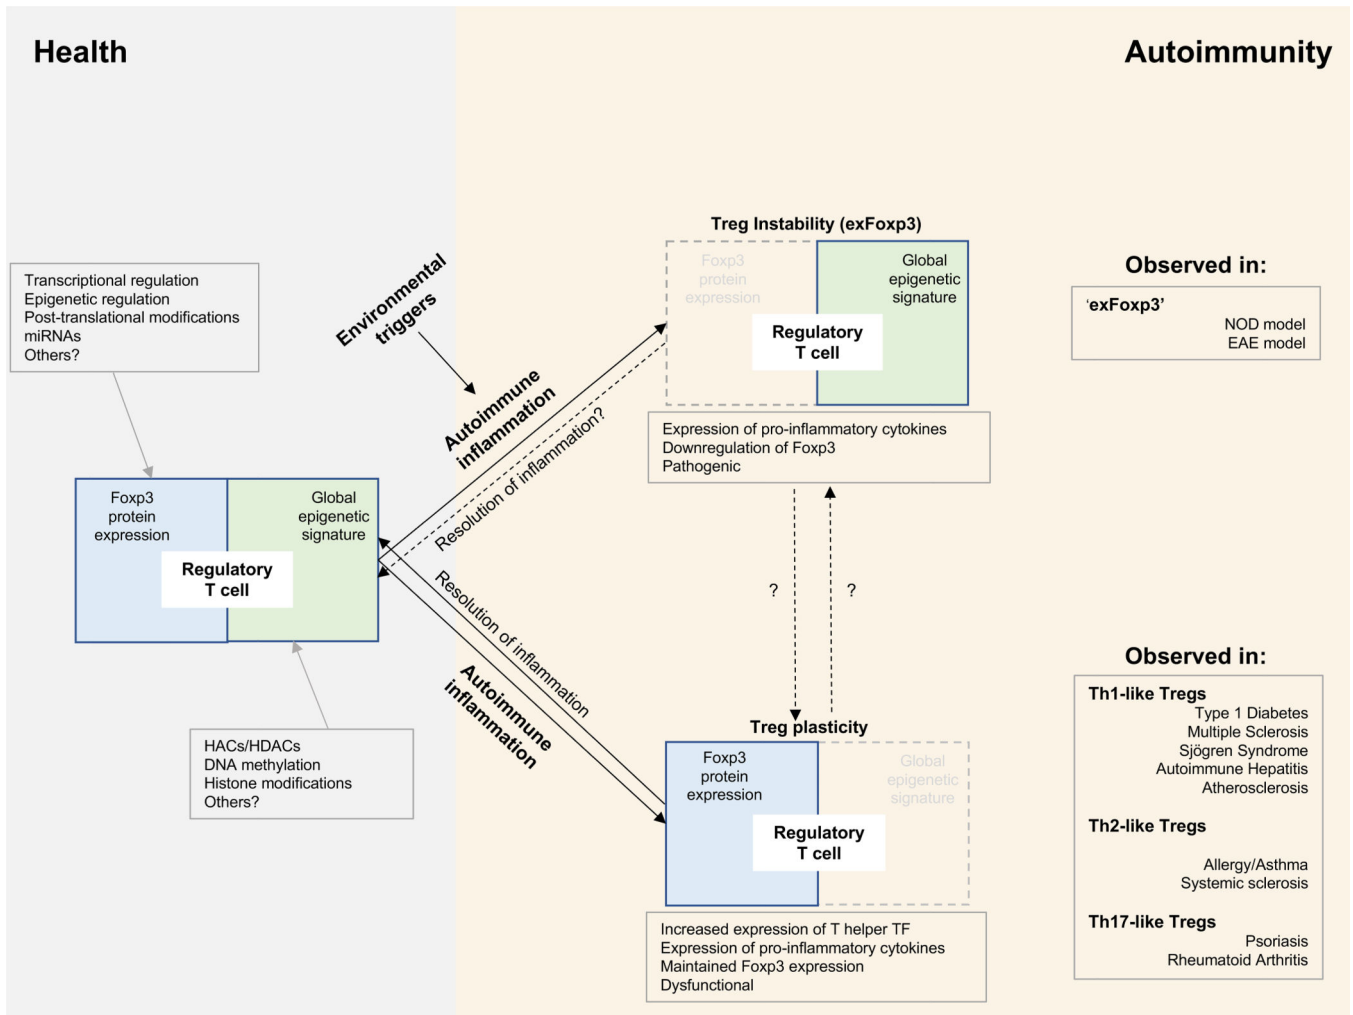 Health
Autoimmunity
Treg Instability (exFoxp3)
Foxp3
protein
expression
Global
epigenetic
signature
Regulatory
T cell
Observed in:
‘exFoxp3’
NOD model
EAE model
Transcriptional regulation
Epigenetic regulation
Post-translational modifications
miRNAs
Others?
Environmental
triggers
Autoimmune
inflammation
Resolution of inflammation?
Expression of pro-inflammatory cytokines
Downregulation of Foxp3
Pathogenic
Foxp3
protein
expression
Global
epigenetic
signature
Regulatory
T cell
Resolution of inflammation
Autoimmune
inflammation
?
?
HACs/HDACs
DNA methylation
Histone modifications
Others?
Treg plasticity
Foxp3
protein
expression
Global
epigenetic
signature
Regulatory
T cell
Increased expression of T helper TF
Expression of pro-inflammatory cytokines
Maintained Foxp3 expression
Dysfunctional
Observed in:
Th1-like Tregs
Type 1 Diabetes
Multiple Sclerosis
Sjögren Syndrome
Autoimmune Hepatitis
Atherosclerosis
Th2-like Tregs
Allergy/Asthma
Systemic sclerosis
Th17-like Tregs
Psoriasis
Rheumatoid Arthritis